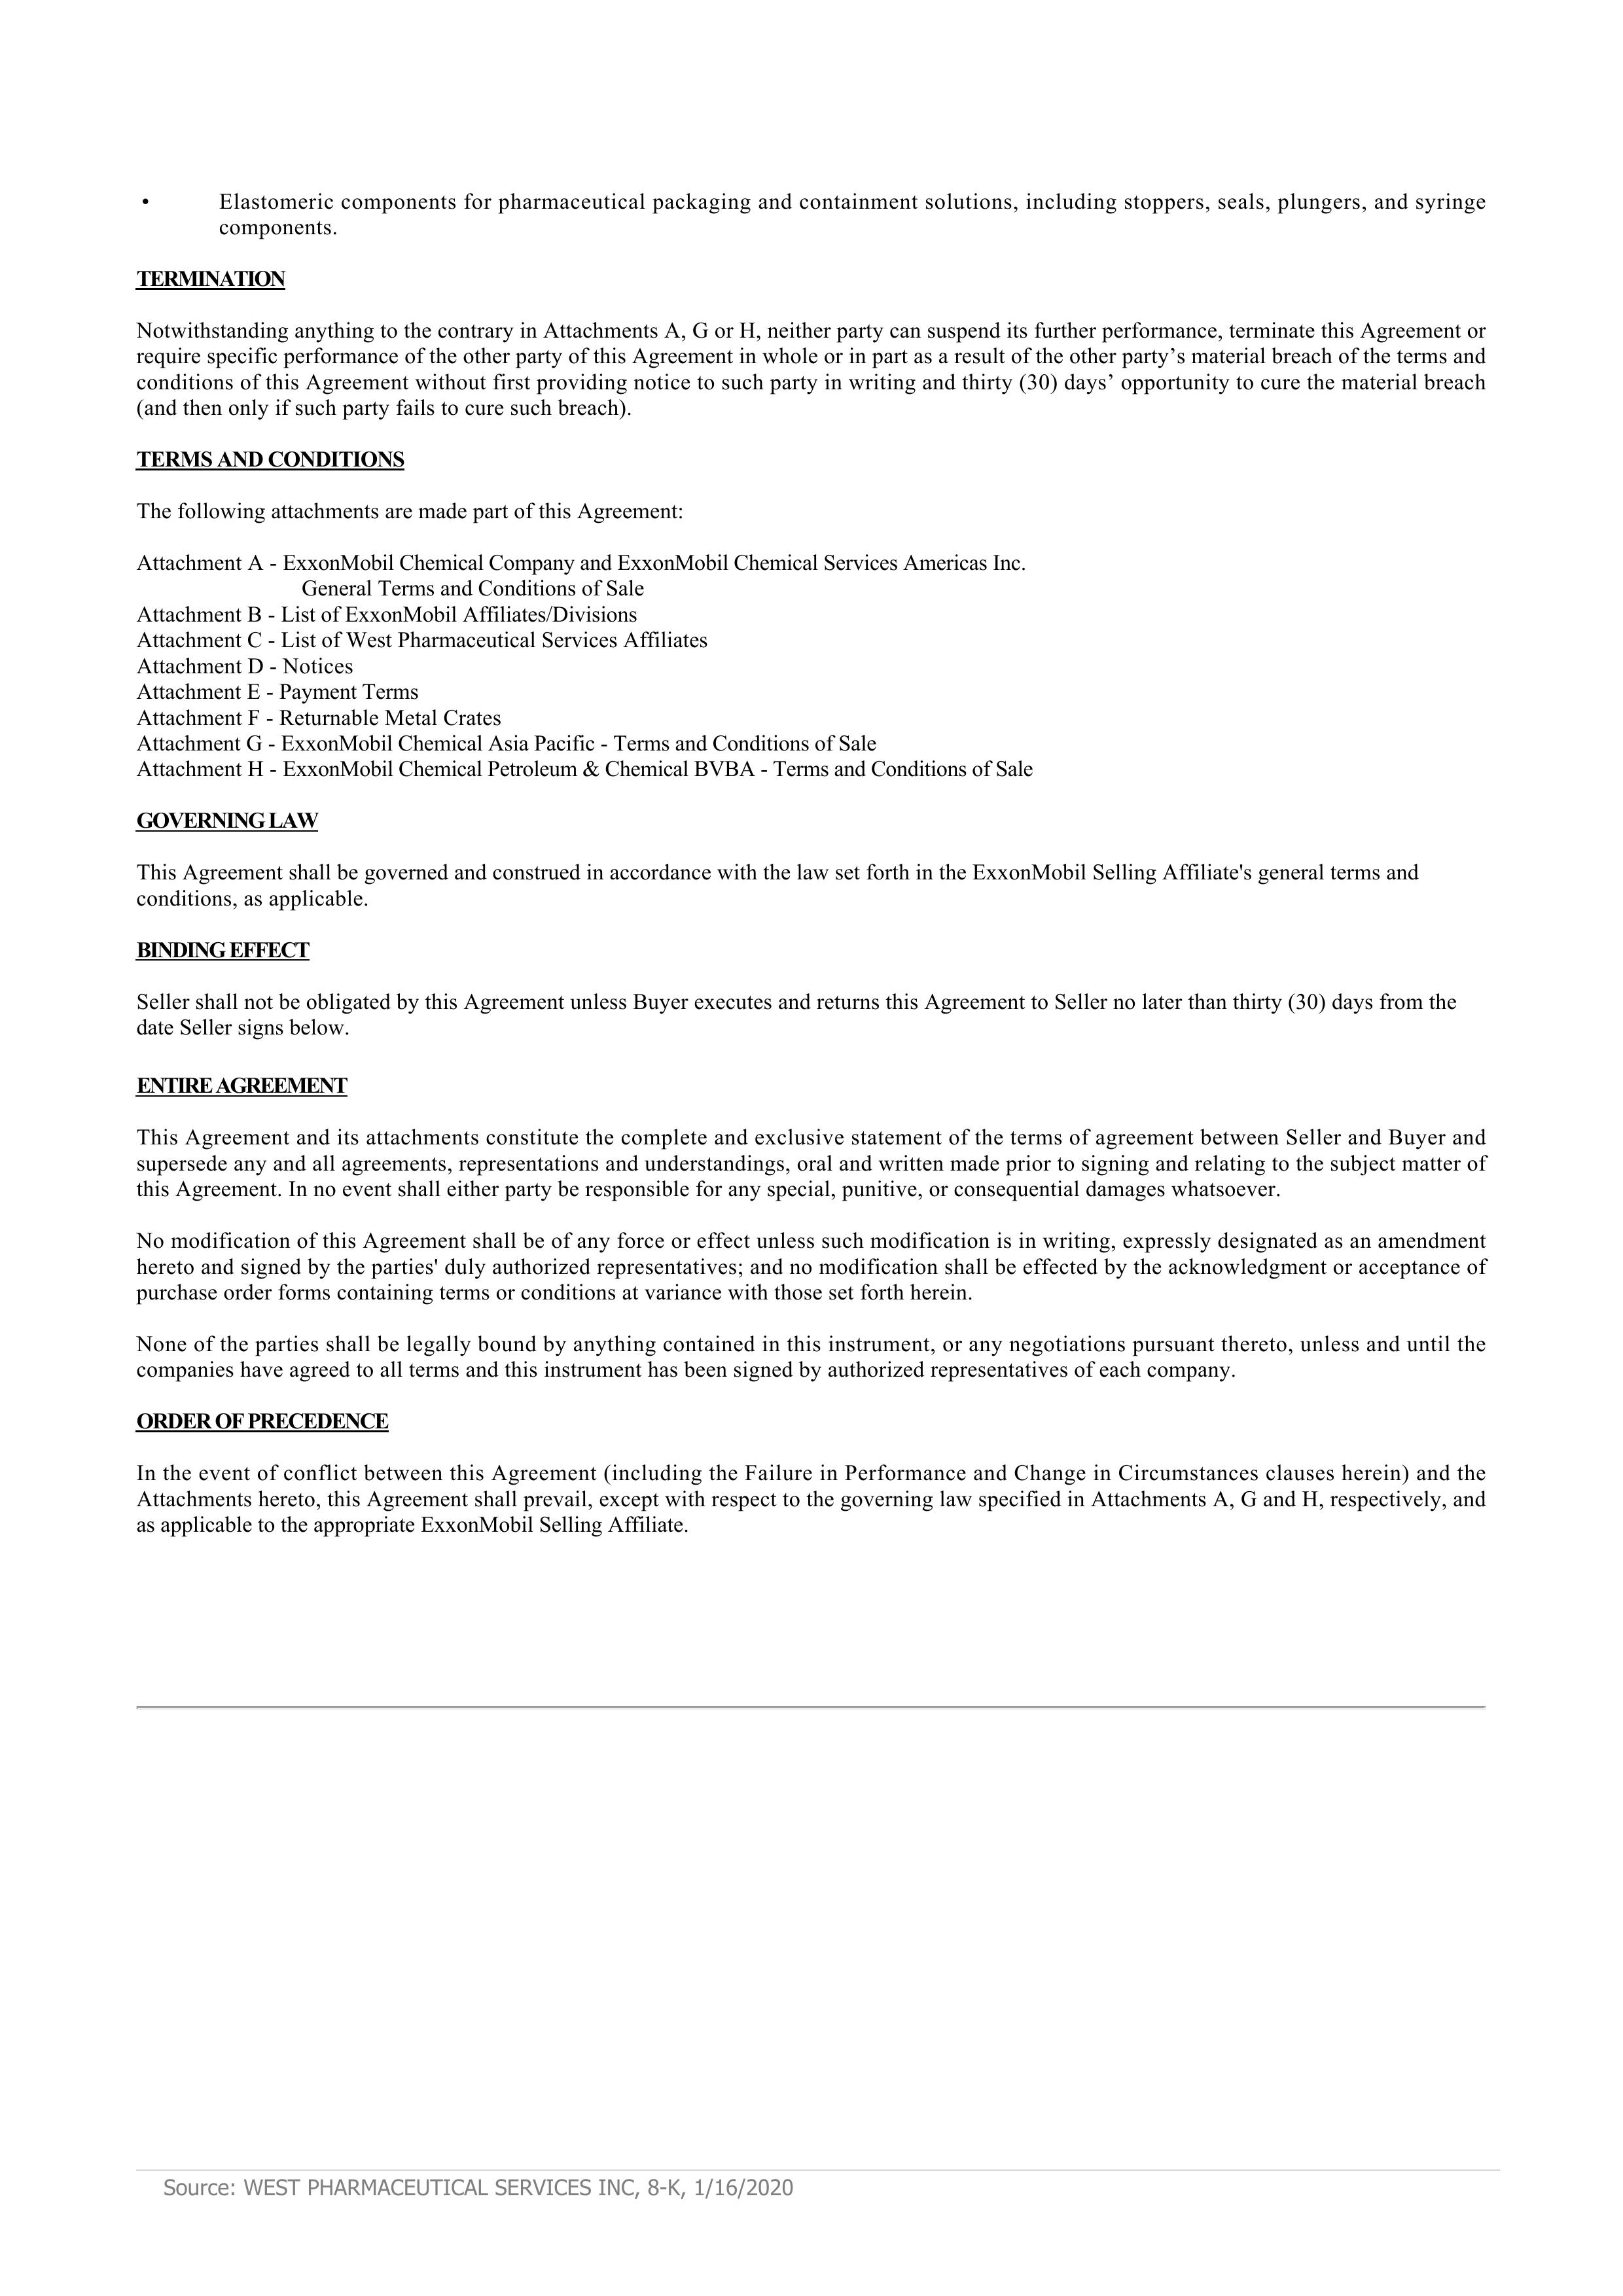 • Elastomeric components for pharmaceutical packaging and containment solutions, including stoppers, seals, plungers, and syringe
components.
TERMINATION
Notwithstanding anything to the contrary in Attachments A, G or H, neither party can suspend its further performance, terminate this Agreement or
require specific performance of the other party of this Agreement in whole or in part as a result of the other party’s material breach of the terms and
conditions of this Agreement without first providing notice to such party in writing and thirty (30) days’ opportunity to cure the material breach
(and then only if such party fails to cure such breach).
TERMS AND CONDITIONS
The following attachments are made part of this Agreement:
Attachment A - ExxonMobil Chemical Company and ExxonMobil Chemical Services Americas Inc.
General Terms and Conditions of Sale
Attachment B - List of ExxonMobil Affiliates/Divisions
Attachment C - List of West Pharmaceutical Services Affiliates
Attachment D - Notices
Attachment E - Payment Terms
Attachment F - Returnable Metal Crates
Attachment G - ExxonMobil Chemical Asia Pacific - Terms and Conditions of Sale
Attachment H - ExxonMobil Chemical Petroleum & Chemical BVBA - Terms and Conditions of Sale
GOVERNING LAW
This Agreement shall be governed and construed in accordance with the law set forth in the ExxonMobil Selling Affiliate's general terms and
conditions, as applicable.
BINDING EFFECT
Seller shall not be obligated by this Agreement unless Buyer executes and returns this Agreement to Seller no later than thirty (30) days from the
date Seller signs below.
ENTIRE AGREEMENT
This Agreement and its attachments constitute the complete and exclusive statement of the terms of agreement between Seller and Buyer and
supersede any and all agreements, representations and understandings, oral and written made prior to signing and relating to the subject matter of
this Agreement. In no event shall either party be responsible for any special, punitive, or consequential damages whatsoever.
No modification of this Agreement shall be of any force or effect unless such modification is in writing, expressly designated as an amendment
hereto and signed by the parties' duly authorized representatives; and no modification shall be effected by the acknowledgment or acceptance of
purchase order forms containing terms or conditions at variance with those set forth herein.
None of the parties shall be legally bound by anything contained in this instrument, or any negotiations pursuant thereto, unless and until the
companies have agreed to all terms and this instrument has been signed by authorized representatives of each company.
ORDER OF PRECEDENCE
In the event of conflict between this Agreement (including the Failure in Performance and Change in Circumstances clauses herein) and the
Attachments hereto, this Agreement shall prevail, except with respect to the governing law specified in Attachments A, G and H, respectively, and
as applicable to the appropriate ExxonMobil Selling Affiliate.
Source: WEST PHARMACEUTICAL SERVICES INC, 8-K, 1/16/2020